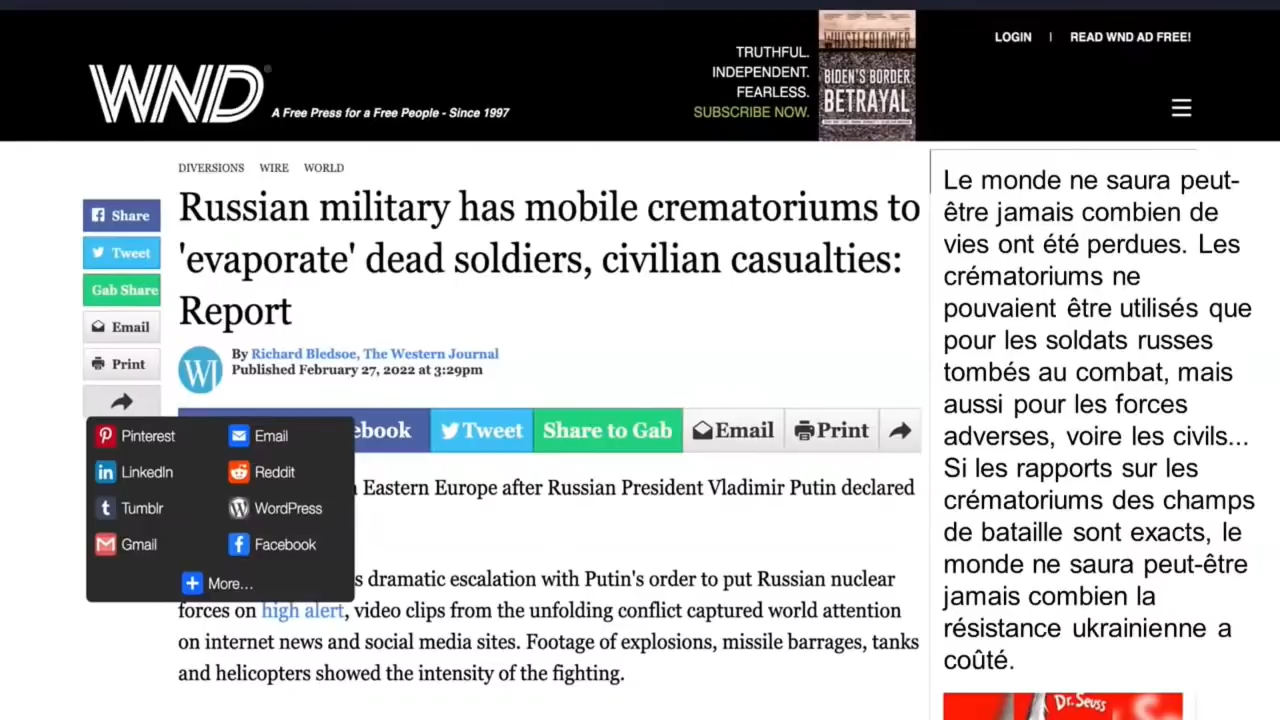 WND
A Free Press for a Free People - Since 1997
TRUTHFUL.
INDEPENDENT.
FEARLESS.
SUBSCRIBE NOW.
WHISTLEBLOWER
BIDEN'S BORDER
BETRAYAL
LOGIN | READ WND AD FREE!
DIVERSIONS WIRE WORLD
Russian military has mobile crematoriums to
'evaporate' dead soldiers, civilian casualties:
Report
WJ
By Richard Bledsoe, The Western Journal
Published February 27, 2022 at 3:29pm
Share
Tweet
Gab Share
Email
Print
ebook
Tweet
Share to Gab
Email
Print
Pinterest
Email
LinkedIn
Reddit
Tumblr
WordPress
Gmail
Facebook
More...
Eastern Europe after Russian President Vladimir Putin declared
s dramatic escalation with Putin's order to put Russian nuclear
forces on high alert, video clips from the unfolding conflict captured world attention
on internet news and social media sites. Footage of explosions, missile barrages, tanks
and helicopters showed the intensity of the fighting.
Le monde ne saura peut-
être jamais combien de
vies ont été perdues. Les
crématoriums ne
pouvaient être utilisés que
pour les soldats russes
tombés au combat, mais
aussi pour les forces
adverses, voire les civils...
Si les rapports sur les
crématoriums des champs
de bataille sont exacts, le
monde ne saura peut-être
jamais combien la
résistance ukrainienne a
coûté.
Dr. Seuss